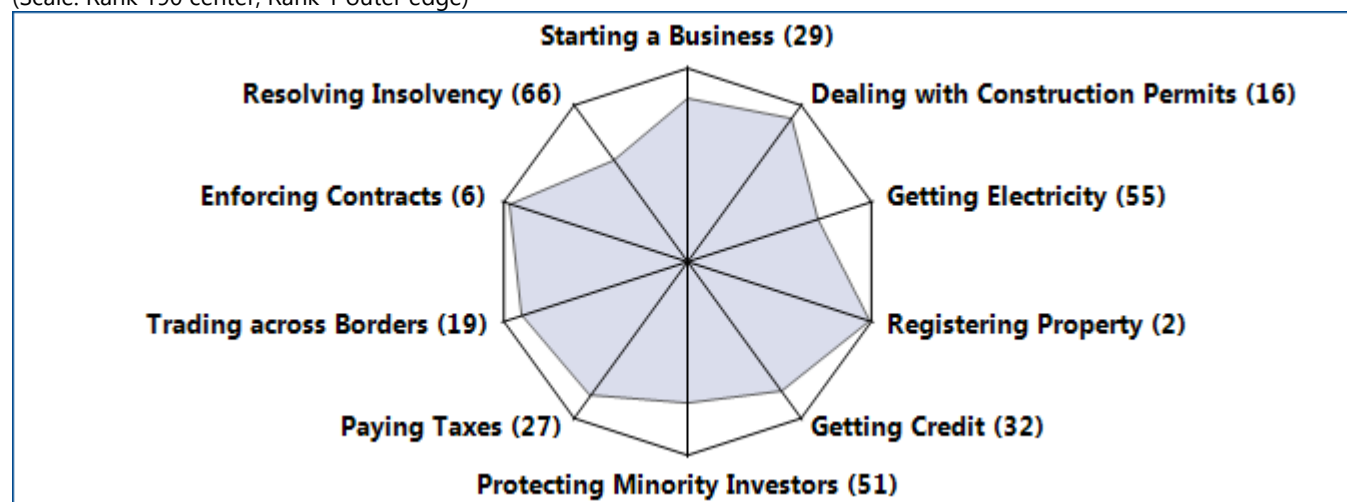 (Scale: Rank 190 center, Rank 1 outer edge)
Starting a Business (29)
Resolving Insolvency (66)
Dealing with Construction Permits (16)
Enforcing Contracts (6)
Getting Electricity (55)
Trading across Borders (19)
Registering Property (2)
Paying Taxes (27)
Getting Credit (32)
Protecting Minority Investors (51)